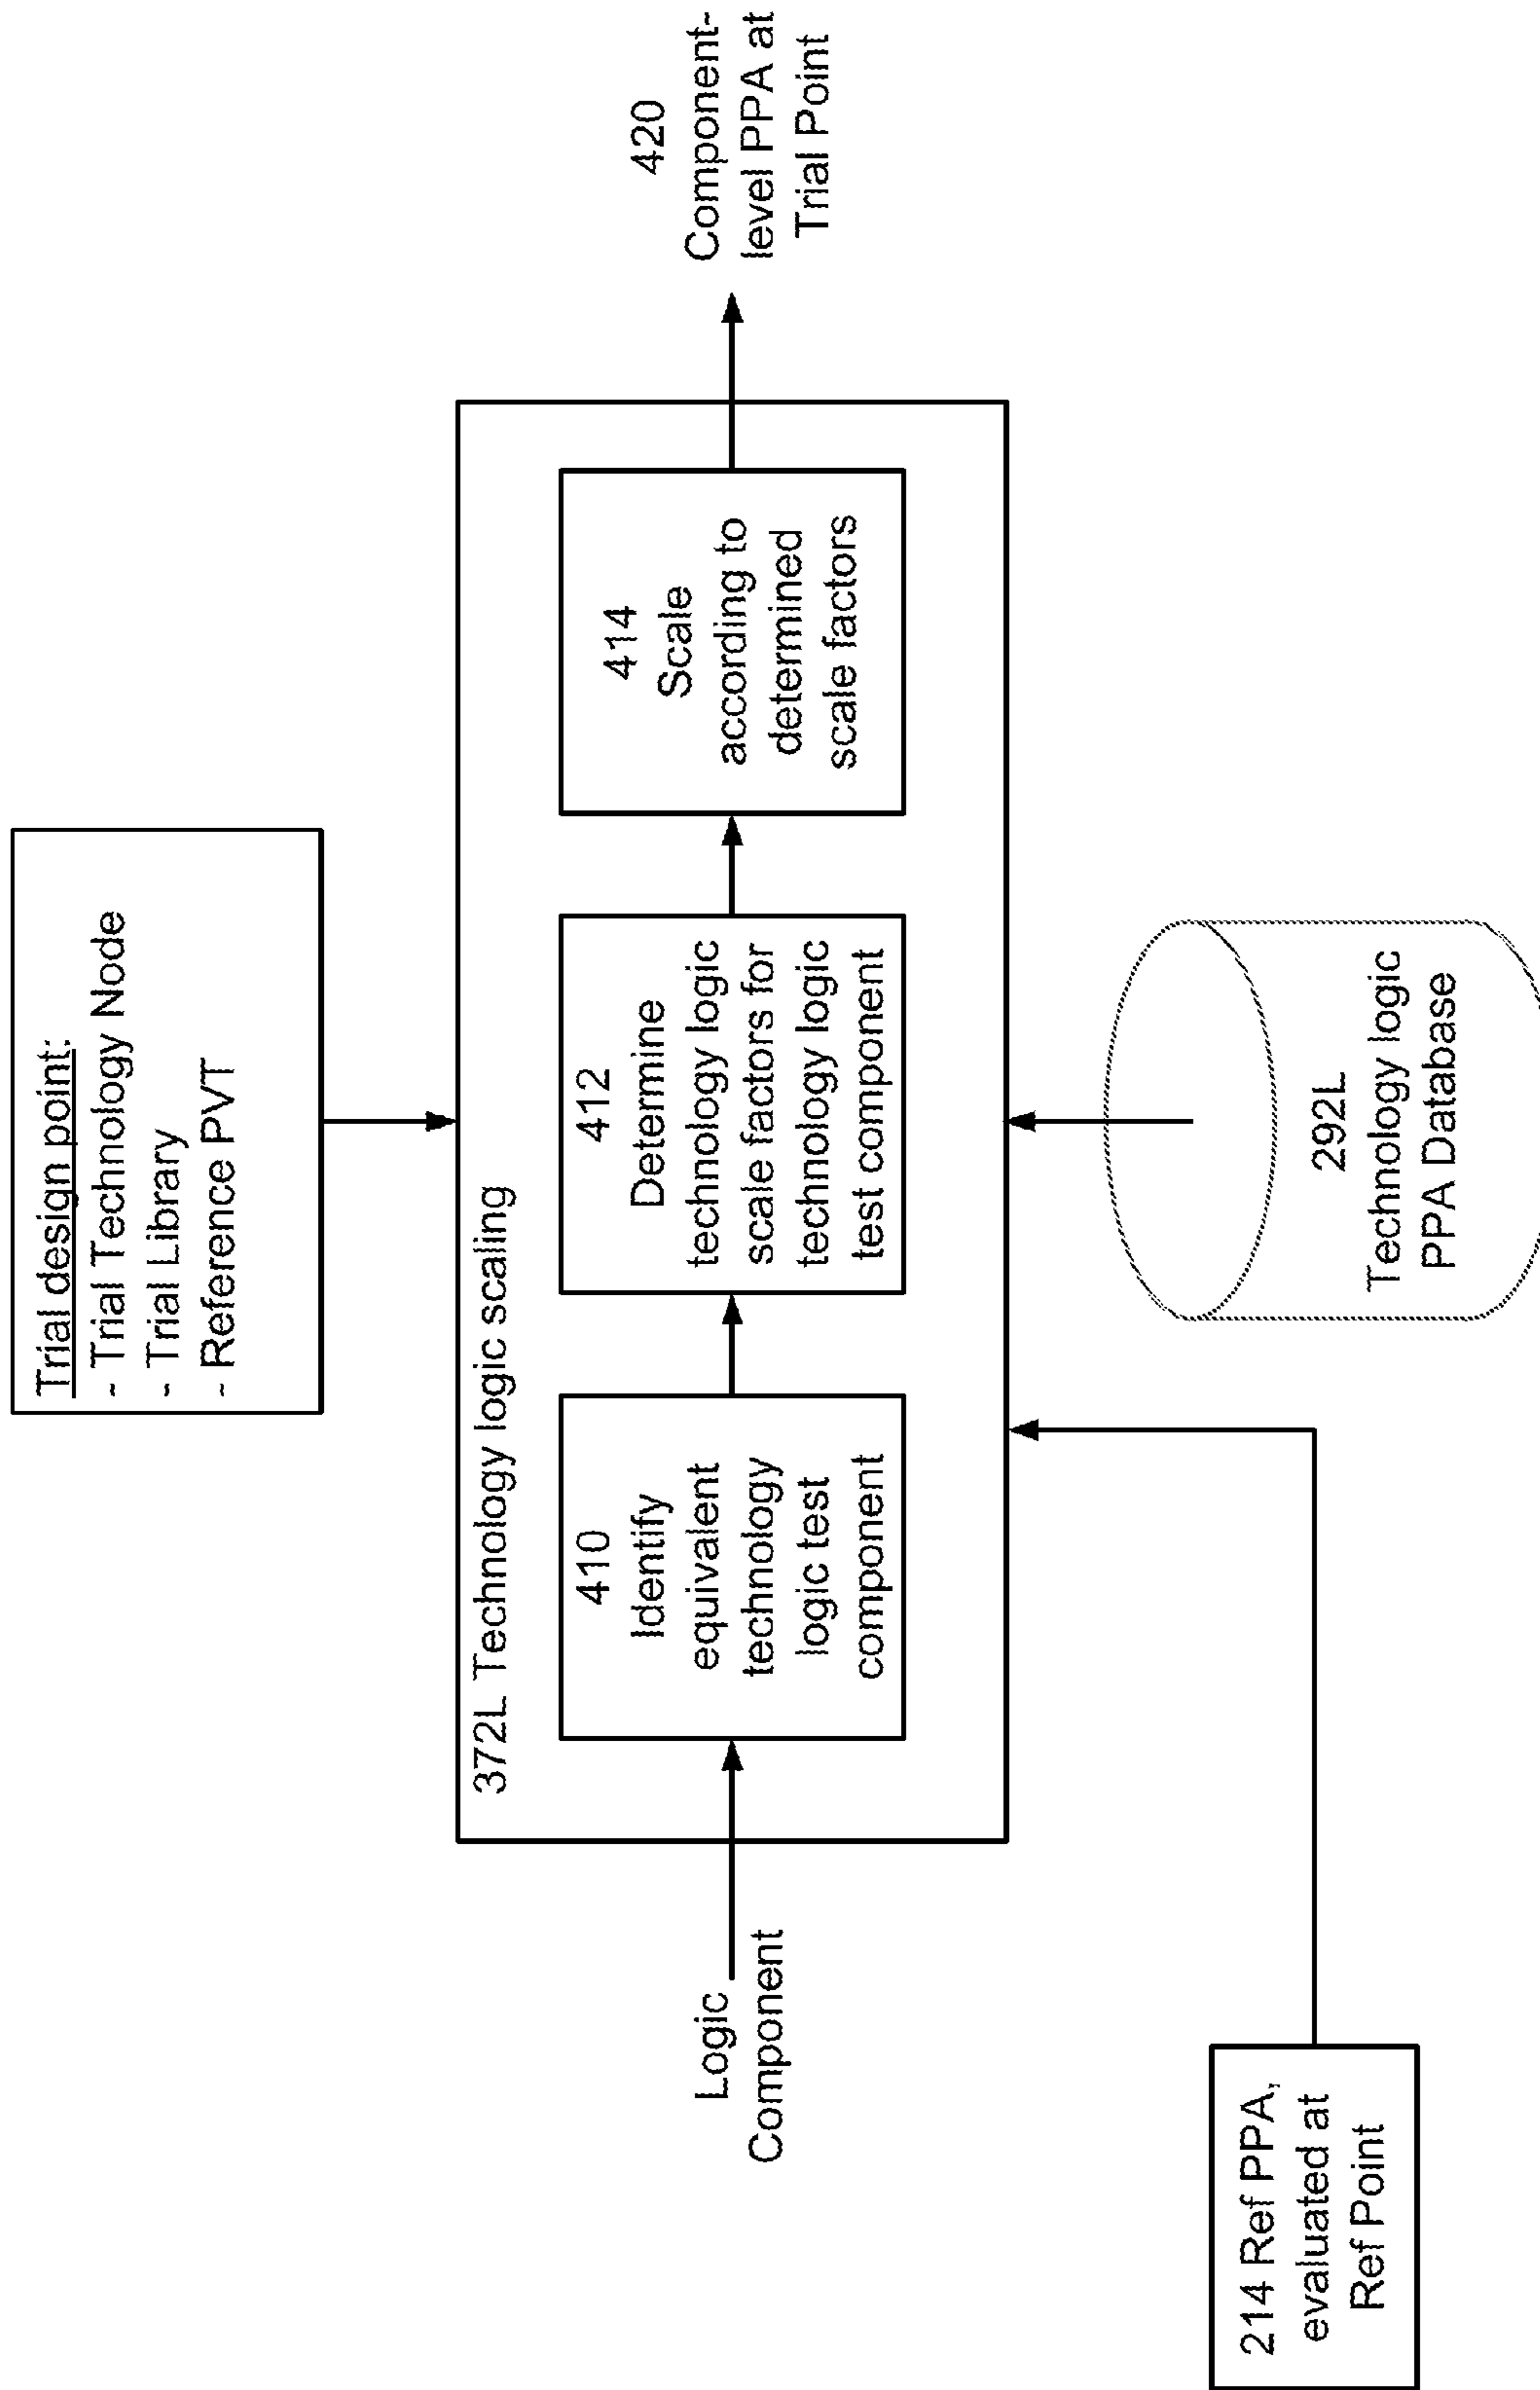 Trial design point:
- Trial Technology Node
- Trial Library
- Reference PVT
372L Technology logic scaling
Logic
Component
410
Identify
equivalent
technology
logic test
component
412
Determine
technology logic
scale factors for
technology logic
test component
414
Scale
according to
determined
scale factors
420
Component-
level PPA at
Trial Point
214 Ref PPA,
evaluated at
Ref Point
292L
Technology logic
PPA Database